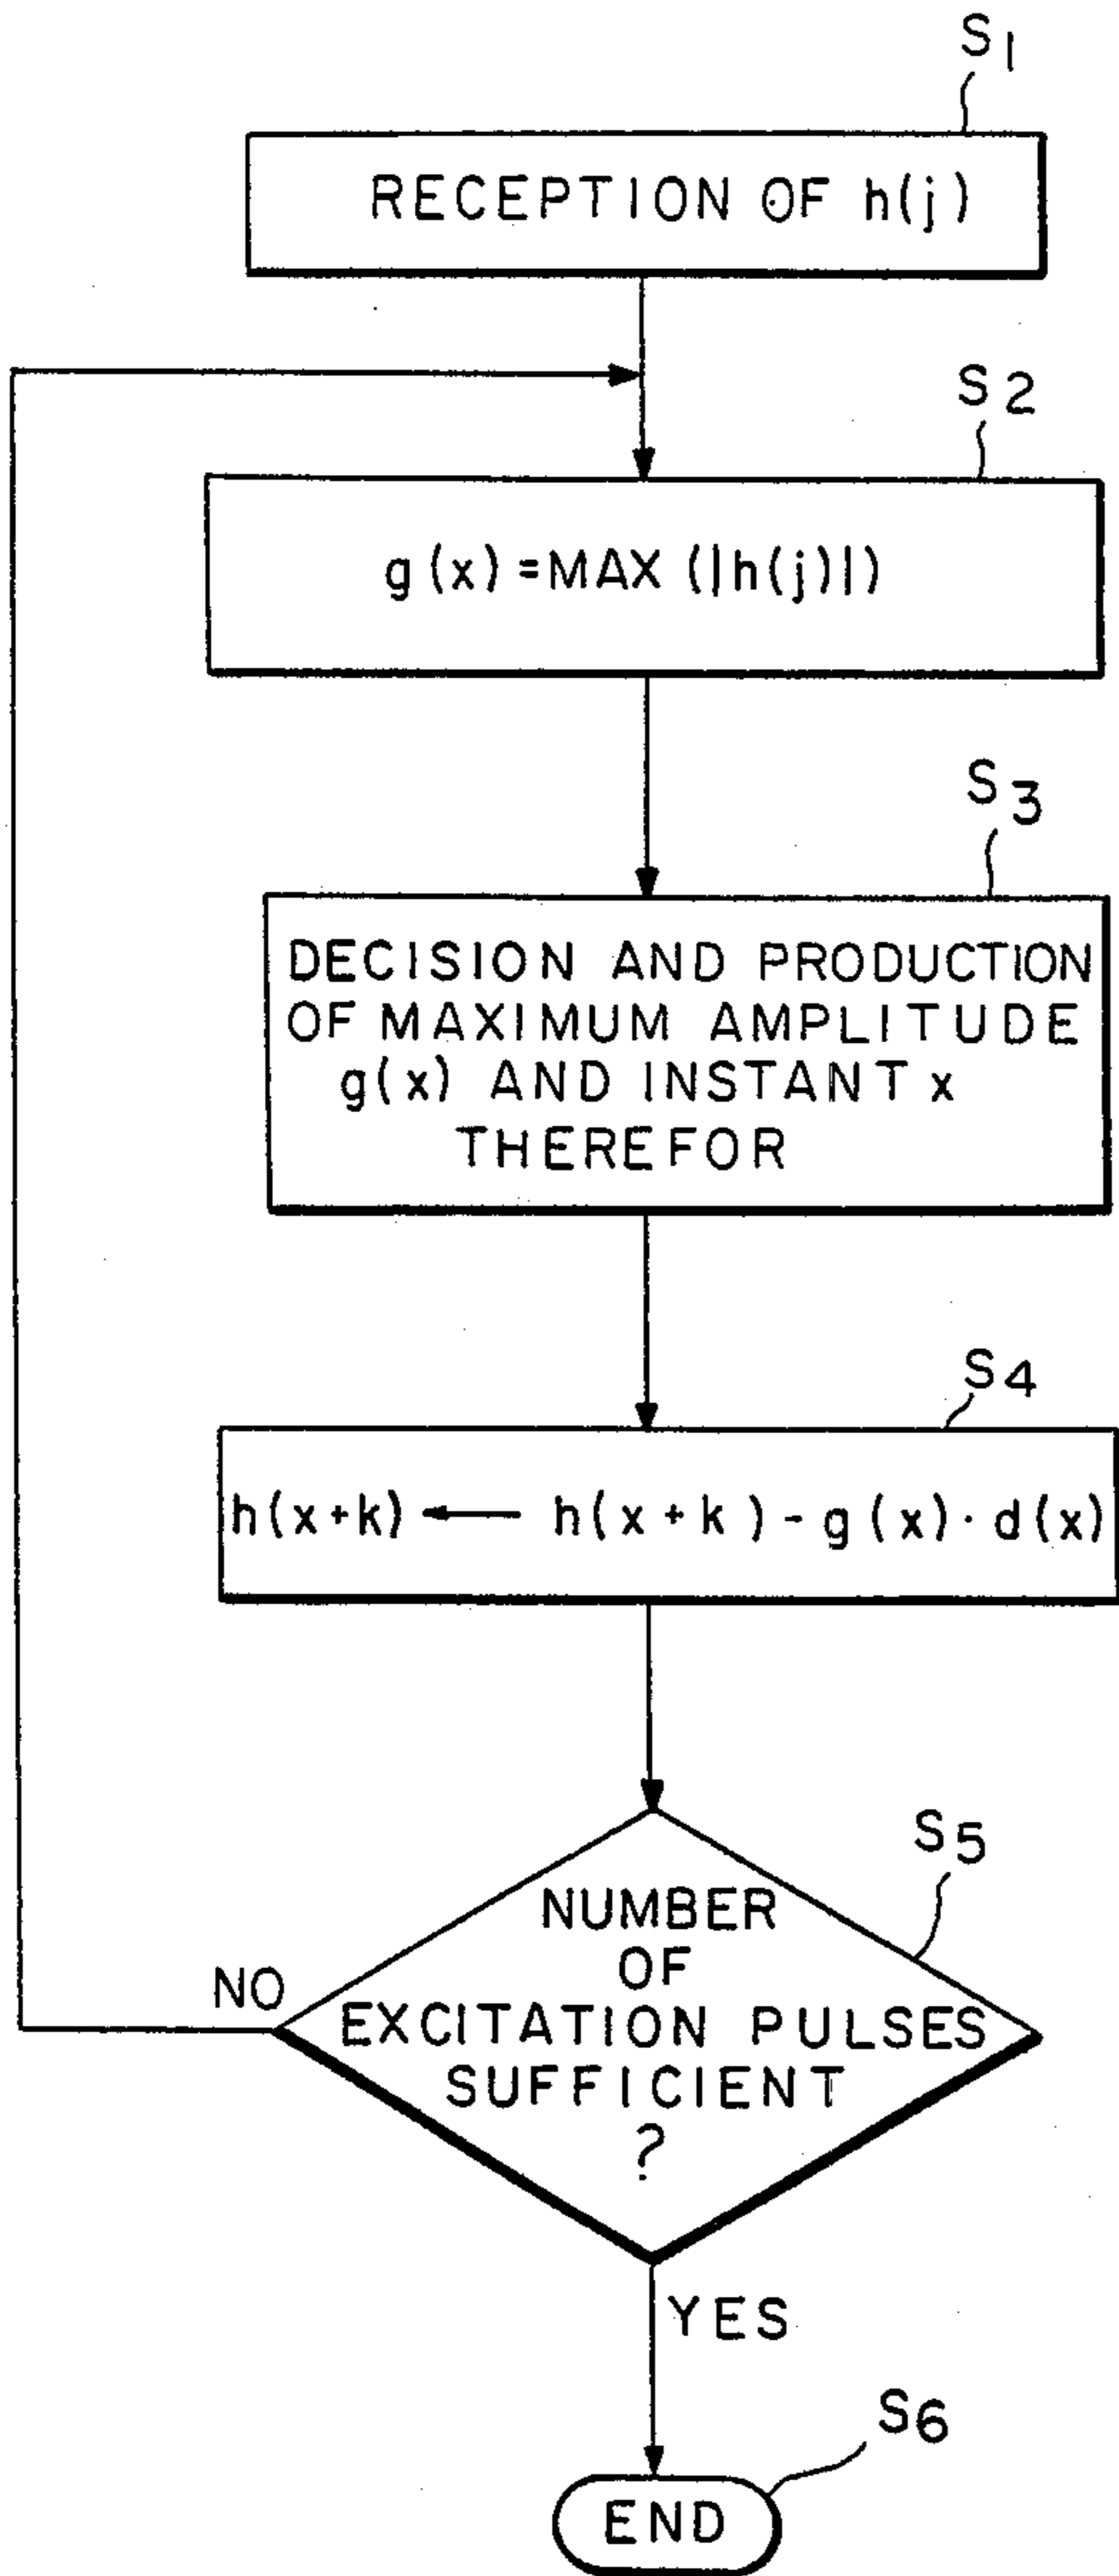 S1
RECEPTION OF h(j)
S2
g(x)=MAX (|h(j)|)
S3
DECISION AND PRODUCTION
OF MAXIMUM AMPLITUDE
g(x) AND INSTANT x
THEREFOR
S4
h(x+k) ← h(x+k)-g(x)·d(x)
S5
NUMBER
OF
EXCITATION PULSES
SUFFICIENT
?
NO
YES
S6
END